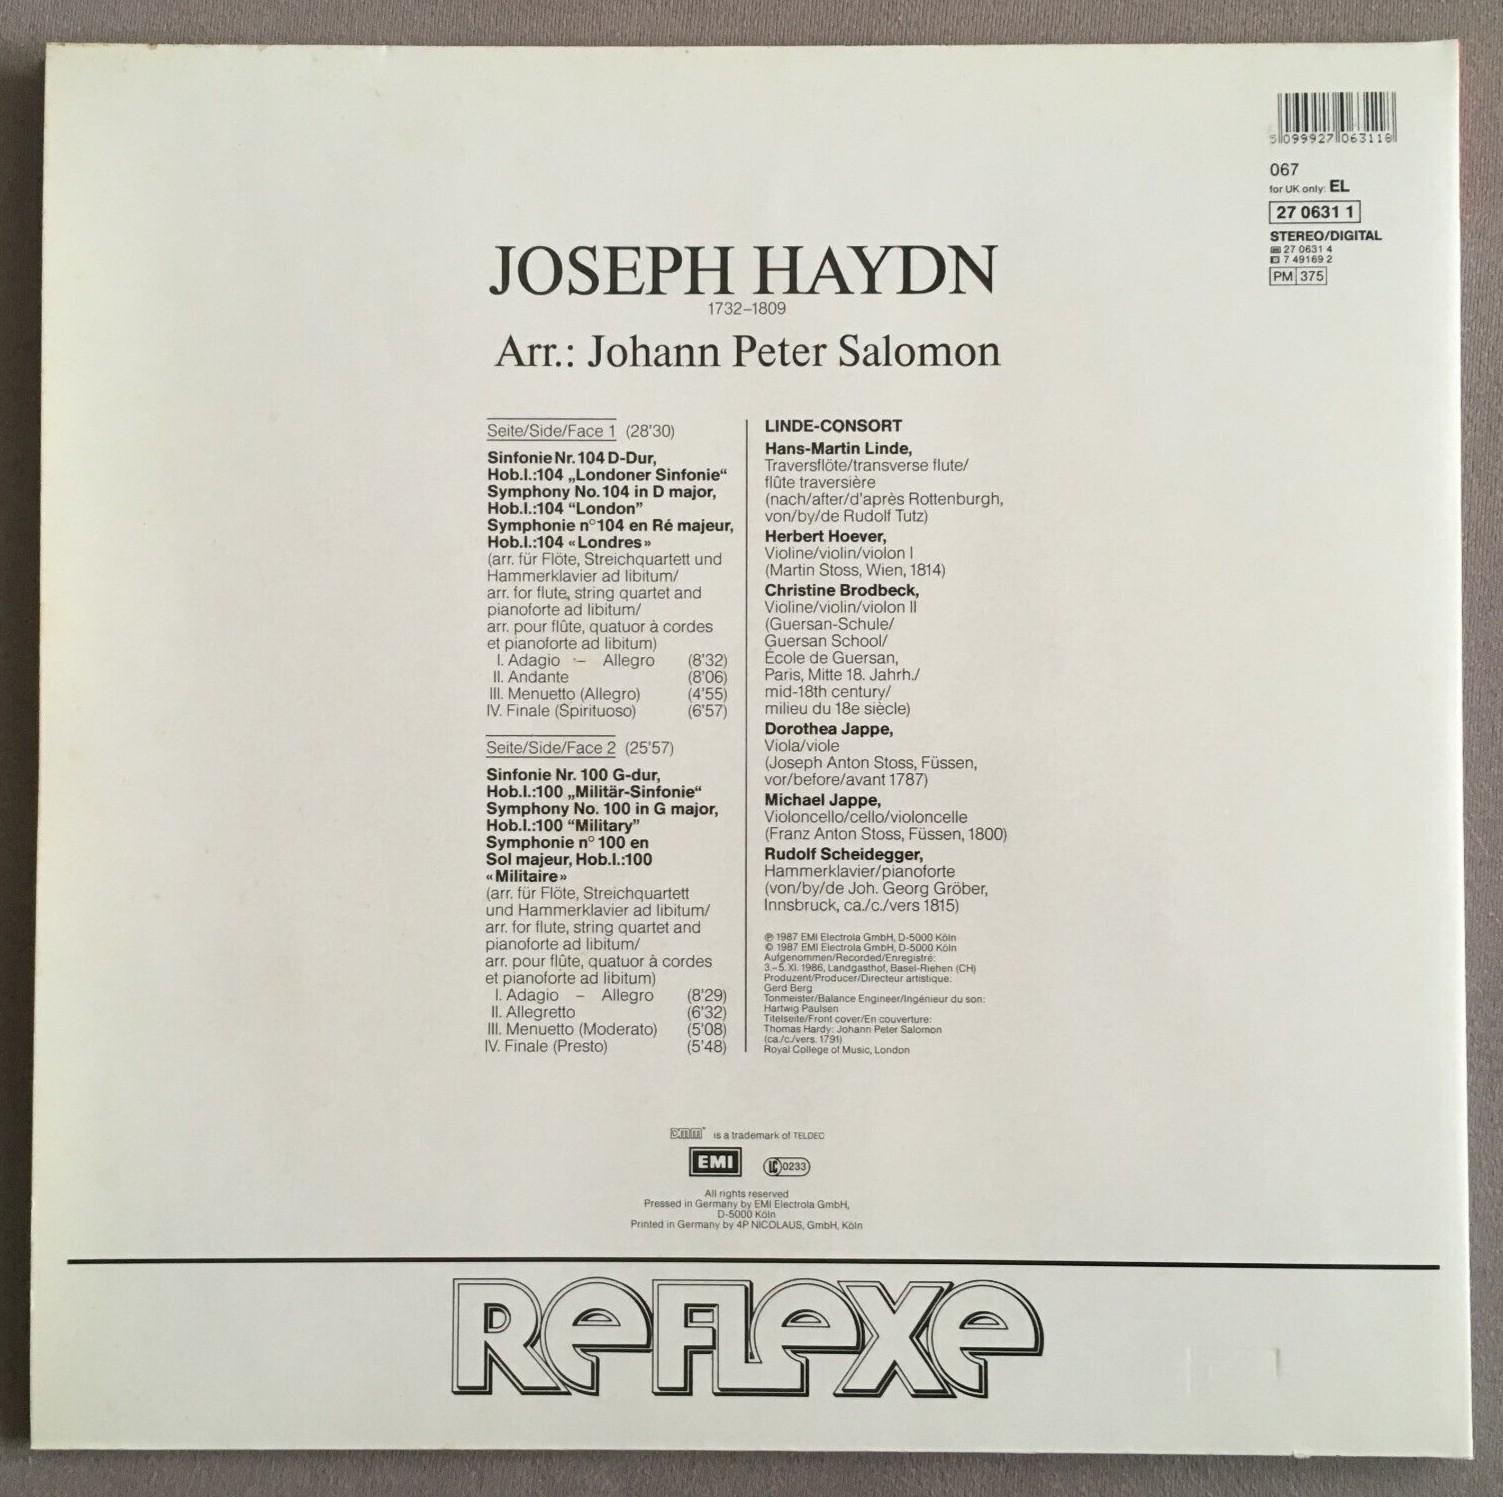 5 099927 063118
067
for UK only: EL
27 0631 1
STEREO/DIGITAL
27 0631 4
7 49169 2
PM 375
JOSEPH HAYDN
1732–1809
Arr.: Johann Peter Salomon
Seite/Side/Face 1 (28'30)
Sinfonie Nr. 104 D-Dur,
Hob.I.:104 „Londoner Sinfonie“
Symphony No. 104 in D major,
Hob.I.:104 “London”
Symphonie n° 104 en Ré majeur,
Hob.I.:104 «Londres»
(arr. für Flöte, Streichquartett und
Hammerklavier ad libitum/
arr. for flute, string quartet and
pianoforte ad libitum/
arr. pour flûte, quatuor à cordes
et pianoforte ad libitum)
I. Adagio – Allegro (8'32)
II. Andante (8'06)
III. Menuetto (Allegro) (4'55)
IV. Finale (Spirituoso) (6'57)
Seite/Side/Face 2 (25'57)
Sinfonie Nr. 100 G-dur,
Hob.I.:100 „Militär-Sinfonie“
Symphony No. 100 in G major,
Hob.I.:100 “Military”
Symphonie n° 100 en
Sol majeur, Hob.I.:100
«Militaire»
(arr. für Flöte, Streichquartett
und Hammerklavier ad libitum/
arr. for flute, string quartet and
pianoforte ad libitum/
arr. pour flûte, quatuor à cordes
et pianoforte ad libitum)
I. Adagio – Allegro (8'29)
II. Allegretto (6'32)
III. Menuetto (Moderato) (5'08)
IV. Finale (Presto) (5'48)
LINDE-CONSORT
Hans-Martin Linde,
Traversflöte/transverse flute/
flûte traversière
(nach/after/d'après Rottenburgh,
von/by/de Rudolf Tutz)
Herbert Hoever,
Violine/violin/violon I
(Martin Stoss, Wien, 1814)
Christine Brodbeck,
Violine/violin/violon II
(Guersan-Schule/
Guersan School/
École de Guersan,
Paris, Mitte 18. Jahrh./
mid-18th century/
milieu du 18e siècle)
Dorothea Jappe,
Viola/viole
(Joseph Anton Stoss, Füssen,
vor/before/avant 1787)
Michael Jappe,
Violoncello/cello/violoncelle
(Franz Anton Stoss, Füssen, 1800)
Rudolf Scheidegger,
Hammerklavier/pianoforte
(von/by/de Joh. Georg Gröber,
Innsbruck, ca./c./vers 1815)
℗ 1987 EMI Electrola GmbH, D-5000 Köln
© 1987 EMI Electrola GmbH, D-5000 Köln
Aufgenommen/Recorded/Enregistré:
3.–5. XI. 1986, Landgasthof, Basel-Riehen (CH)
Produzent/Producer/Directeur artistique:
Gerd Berg
Tonmeister/Balance Engineer/Ingénieur du son:
Hartwig Paulsen
Titelseite/Front cover/En couverture:
Thomas Hardy: Johann Peter Salomon
(ca./c./vers. 1791)
Royal College of Music, London
DMM is a trademark of TELDEC
EMI
LC 0233
All rights reserved
Pressed in Germany by EMI Electrola GmbH,
D-5000 Köln
Printed in Germany by 4P NICOLAUS, GmbH, Köln
ReFLexe